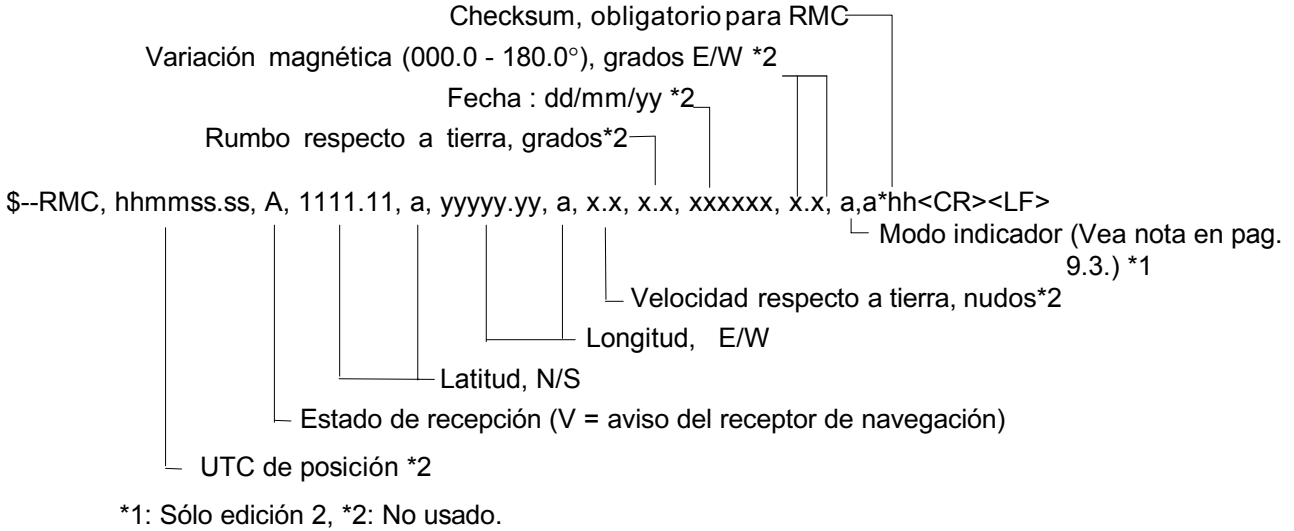 Checksum, obligatorio para RMC
Variación magnética (000.0 - 180.0°), grados E/W *2
Fecha : dd/mm/yy *2
Rumbo respecto a tierra, grados*2
$--RMC, hhmmss.ss, A, 1111.11, a, yyyyy.yy, a, x.x, x.x, xxxxxx, x.x, a,a*hh<CR><LF>
Modo indicador (Vea nota en pag.
9.3.) *1
Velocidad respecto a tierra, nudos*2
Longitud, E/W
Latitud, N/S
Estado de recepción (V = aviso del receptor de navegación)
UTC de posición *2
*1: Sólo edición 2, *2: No usado.